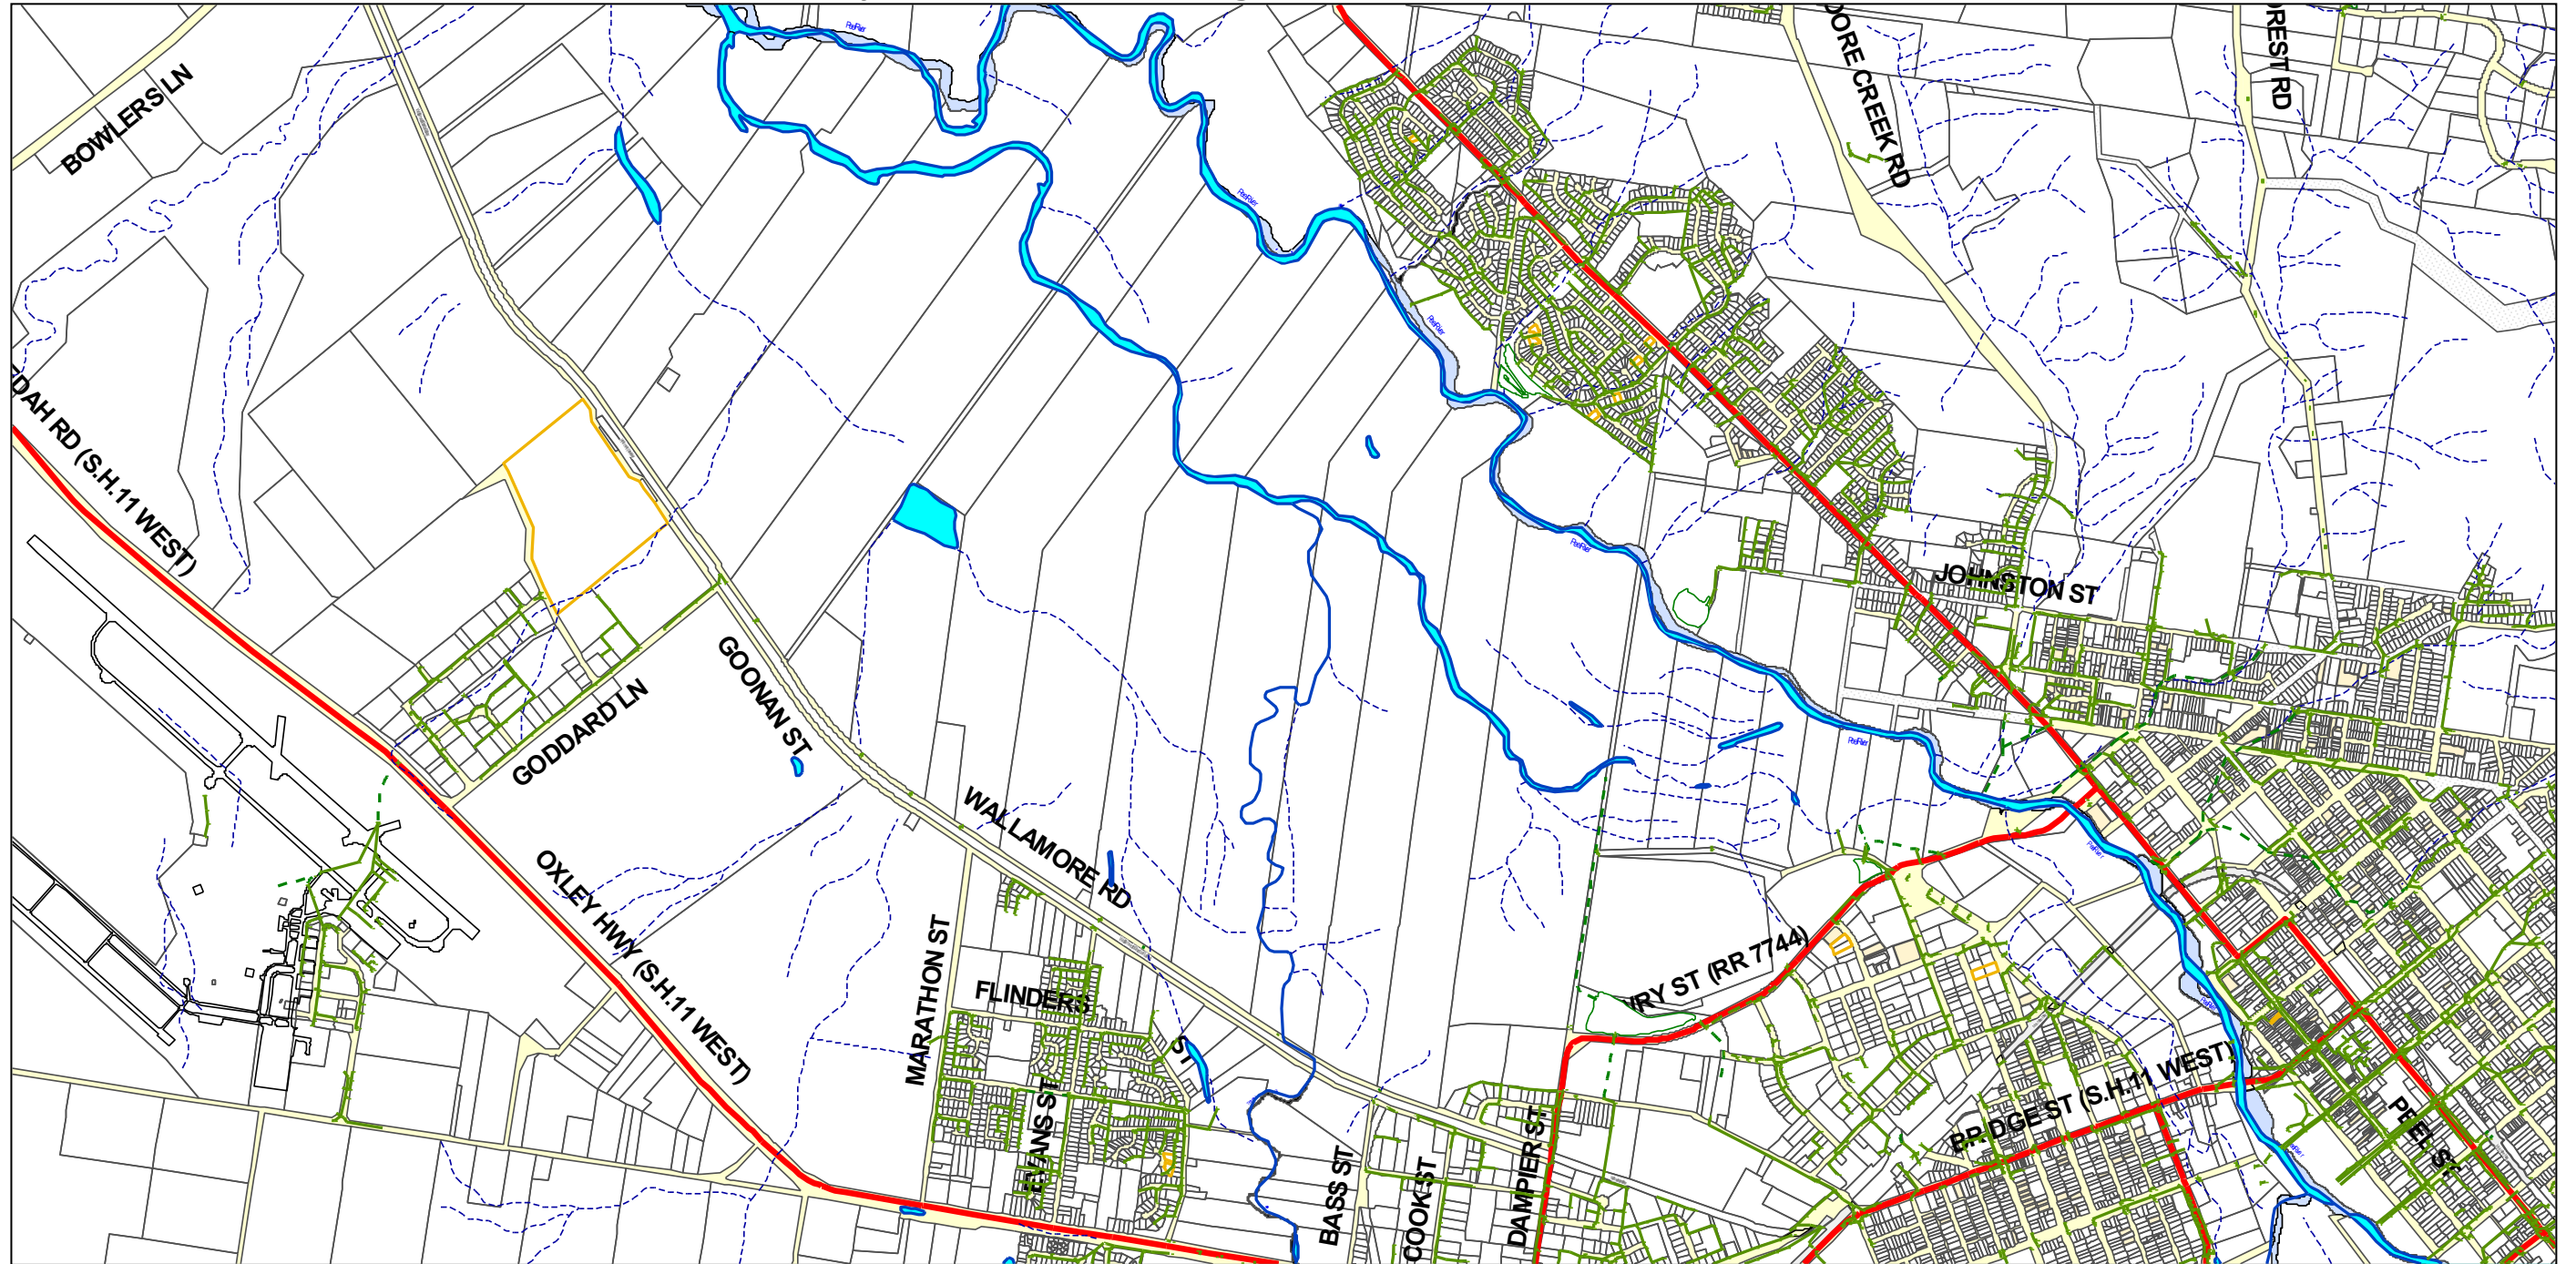 BOWLERS LN
DORE CREEK RD
OREST RD
DAH RD (S.H.11 WEST)
JOHNSTON ST
GOONAN ST
GODDARD LN
WALLAMORE RD
OXLEY HWY (S.H.11 WEST)
MARATHON ST
FLINDERS
ST
RY ST (RR 7744)
EVANS ST
BRIDGE ST (S.H.11 WEST)
PEEL ST
BASS ST
COOK ST
DAMPIER ST